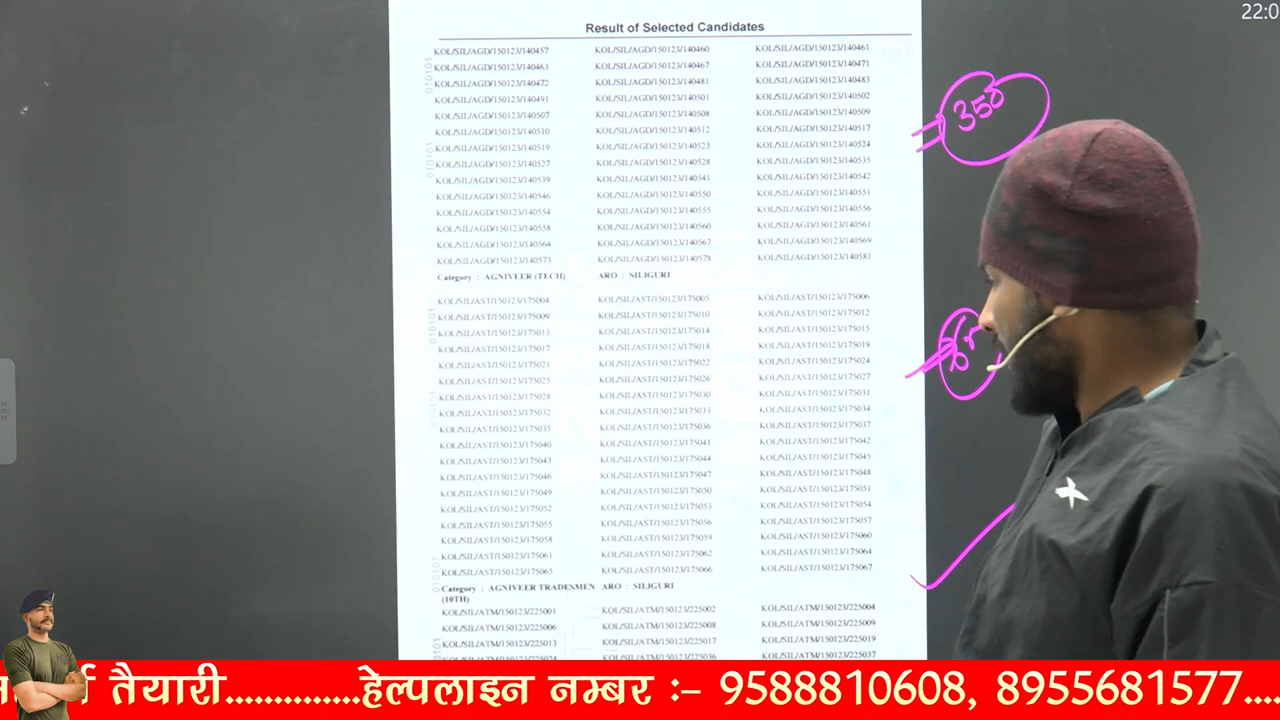 22:0
Result of Selected Candidates
KOL/SIL/AGD/150123/140457 KOL/SIL/AGD/150123/140460 KOL/SIL/AGD/150123/140461
KOL/SIL/AGD/150123/140463 KOL/SIL/AGD/150123/140467 KOL/SIL/AGD/150123/140471
KOL/SIL/AGD/150123/140472 KOL/SIL/AGD/150123/140481 KOL/SIL/AGD/150123/140483
KOL/SIL/AGD/150123/140491 KOL/SIL/AGD/150123/140501 KOL/SIL/AGD/150123/140502
KOL/SIL/AGD/150123/140507 KOL/SIL/AGD/150123/140508 KOL/SIL/AGD/150123/140509
KOL/SIL/AGD/150123/140510 KOL/SIL/AGD/150123/140512 KOL/SIL/AGD/150123/140517
KOL/SIL/AGD/150123/140519 KOL/SIL/AGD/150123/140523 KOL/SIL/AGD/150123/140524
KOL/SIL/AGD/150123/140527 KOL/SIL/AGD/150123/140528 KOL/SIL/AGD/150123/140535
KOL/SIL/AGD/150123/140539 KOL/SIL/AGD/150123/140541 KOL/SIL/AGD/150123/140542
KOL/SIL/AGD/150123/140546 KOL/SIL/AGD/150123/140550 KOL/SIL/AGD/150123/140551
KOL/SIL/AGD/150123/140554 KOL/SIL/AGD/150123/140555 KOL/SIL/AGD/150123/140556
KOL/SIL/AGD/150123/140558 KOL/SIL/AGD/150123/140560 KOL/SIL/AGD/150123/140561
KOL/SIL/AGD/150123/140564 KOL/SIL/AGD/150123/140567 KOL/SIL/AGD/150123/140569
KOL/SIL/AGD/150123/140573 KOL/SIL/AGD/150123/140578 KOL/SIL/AGD/150123/140581
Category : AGNIVEER (TECH) ARO : SILIGURI
KOL/SIL/AST/150123/175004 KOL/SIL/AST/150123/175005 KOL/SIL/AST/150123/175006
KOL/SIL/AST/150123/175009 KOL/SIL/AST/150123/175010 KOL/SIL/AST/150123/175012
KOL/SIL/AST/150123/175013 KOL/SIL/AST/150123/175014 KOL/SIL/AST/150123/175015
KOL/SIL/AST/150123/175017 KOL/SIL/AST/150123/175018 KOL/SIL/AST/150123/175019
KOL/SIL/AST/150123/175021 KOL/SIL/AST/150123/175022 KOL/SIL/AST/150123/175024
KOL/SIL/AST/150123/175025 KOL/SIL/AST/150123/175026 KOL/SIL/AST/150123/175027
KOL/SIL/AST/150123/175028 KOL/SIL/AST/150123/175030 KOL/SIL/AST/150123/175031
KOL/SIL/AST/150123/175032 KOL/SIL/AST/150123/175033 KOL/SIL/AST/150123/175034
KOL/SIL/AST/150123/175035 KOL/SIL/AST/150123/175036 KOL/SIL/AST/150123/175037
KOL/SIL/AST/150123/175040 KOL/SIL/AST/150123/175041 KOL/SIL/AST/150123/175042
KOL/SIL/AST/150123/175043 KOL/SIL/AST/150123/175044 KOL/SIL/AST/150123/175045
KOL/SIL/AST/150123/175046 KOL/SIL/AST/150123/175047 KOL/SIL/AST/150123/175048
KOL/SIL/AST/150123/175049 KOL/SIL/AST/150123/175050 KOL/SIL/AST/150123/175051
KOL/SIL/AST/150123/175052 KOL/SIL/AST/150123/175053 KOL/SIL/AST/150123/175054
KOL/SIL/AST/150123/175055 KOL/SIL/AST/150123/175056 KOL/SIL/AST/150123/175057
KOL/SIL/AST/150123/175058 KOL/SIL/AST/150123/175059 KOL/SIL/AST/150123/175060
KOL/SIL/AST/150123/175061 KOL/SIL/AST/150123/175062 KOL/SIL/AST/150123/175064
KOL/SIL/AST/150123/175065 KOL/SIL/AST/150123/175066 KOL/SIL/AST/150123/175067
Category : AGNIVEER TRADESMEN ARO : SILIGURI
(10TH)
KOL/SIL/ATM/150123/225001 KOL/SIL/ATM/150123/225002 KOL/SIL/ATM/150123/225004
KOL/SIL/ATM/150123/225006 KOL/SIL/ATM/150123/225008 KOL/SIL/ATM/150123/225009
KOL/SIL/ATM/150123/225013 KOL/SIL/ATM/150123/225017 KOL/SIL/ATM/150123/225019
KOL/SIL/ATM/150123/225024 KOL/SIL/ATM/150123/225036 KOL/SIL/ATM/150123/225037
तैयारी.............हेल्पलाइन नम्बर :– 9588810608, 8955681577....